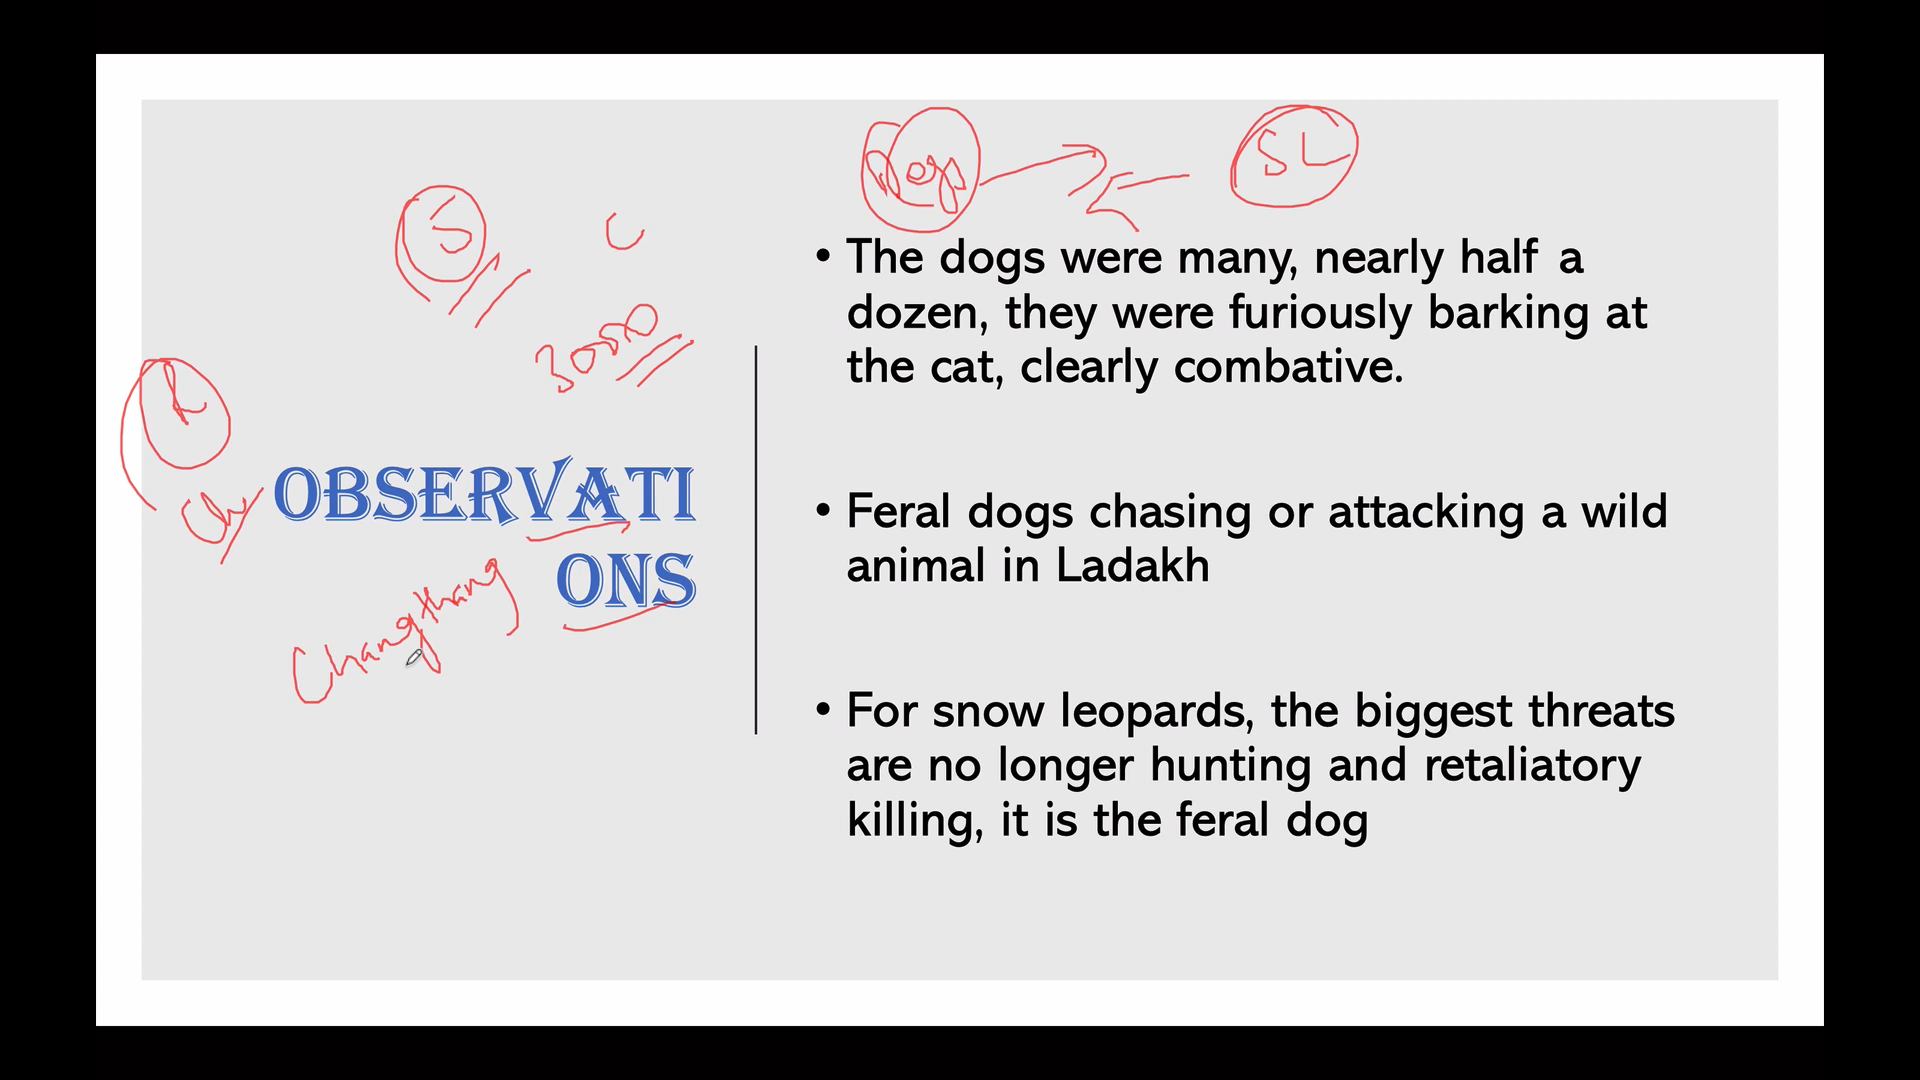 Dogs
SL
S
C
3000
R
Ch
OBSERVATI
ONS
Changthang
• The dogs were many, nearly half a
dozen, they were furiously barking at
the cat, clearly combative.
• Feral dogs chasing or attacking a wild
animal in Ladakh
• For snow leopards, the biggest threats
are no longer hunting and retaliatory
killing, it is the feral dog